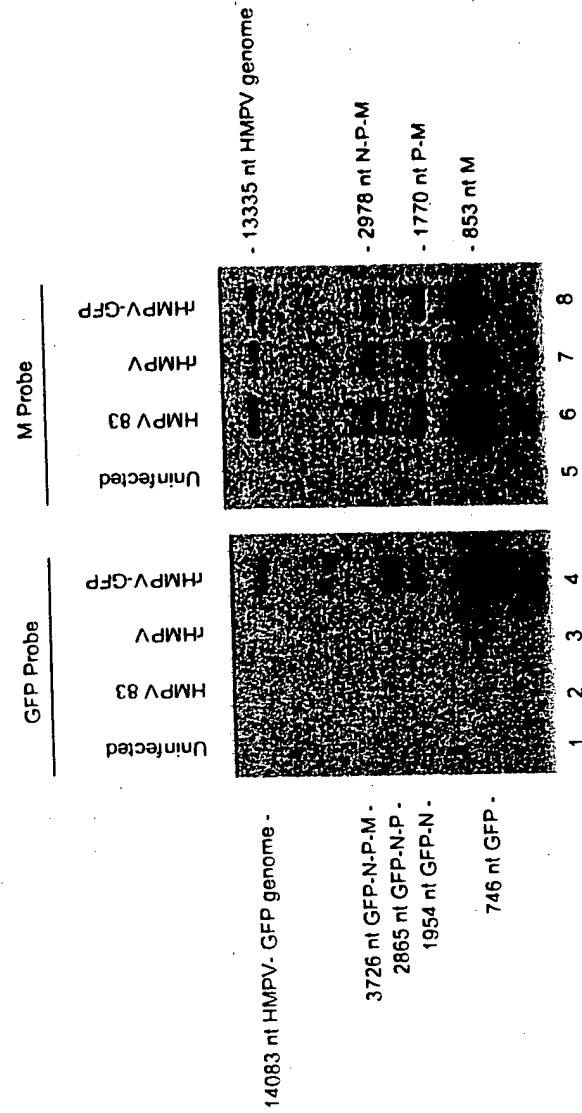 GFP Probe
M Probe
Uninfected
HMPV 83
rHMPV
rHMPV-GFP
Uninfected
HMPV 83
rHMPV
rHMPV-GFP
14083 nt HMPV- GFP genome -
3726 nt GFP-N-P-M -
2865 nt GFP-N-P -
1954 nt GFP-N -
746 nt GFP -
- 13335 nt HMPV genome
- 2978 nt N-P-M
- 1770 nt P-M
- 853 nt M
1 2 3 4 5 6 7 8